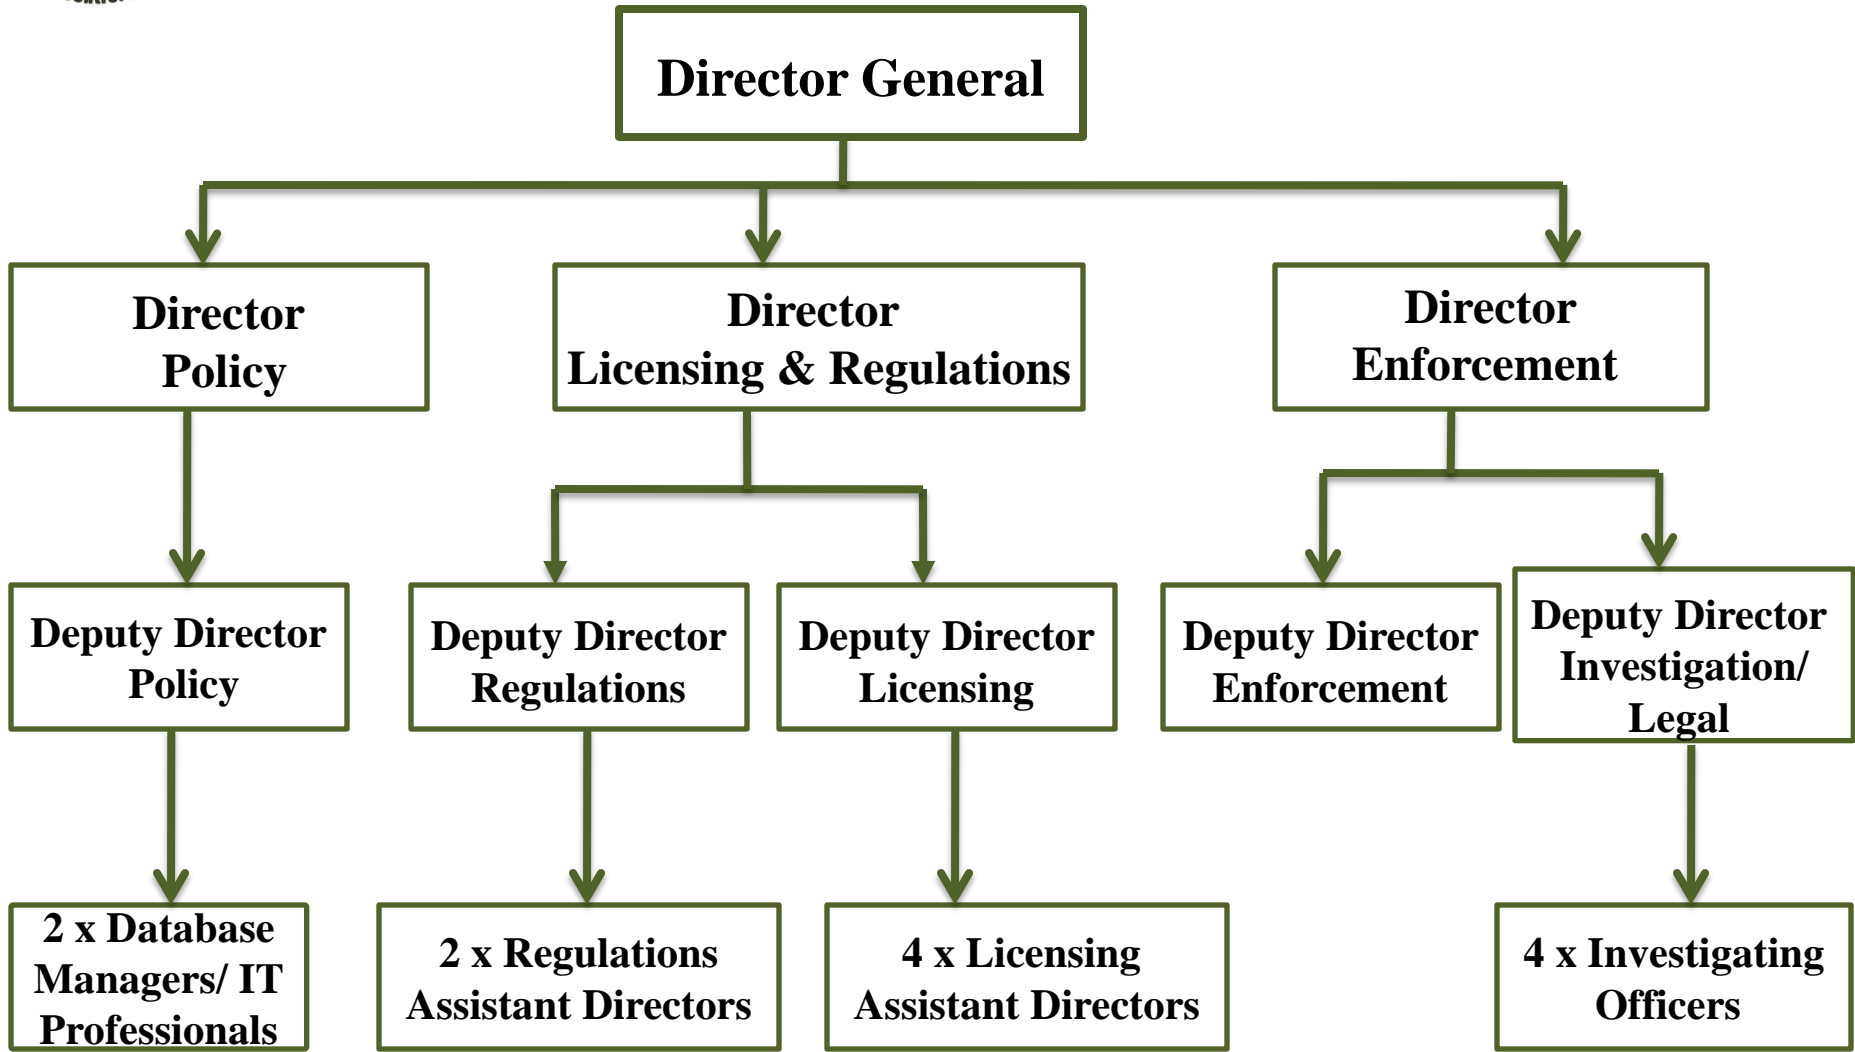 Director General
Director
Policy
Director
Licensing & Regulations
Director
Enforcement
Deputy Director
Policy
Deputy Director
Regulations
Deputy Director
Licensing
Deputy Director
Enforcement
Deputy Director
Investigation/
Legal
2 x Database
Managers/ IT
Professionals
2 x Regulations
Assistant Directors
4 x Licensing
Assistant Directors
4 x Investigating
Officers